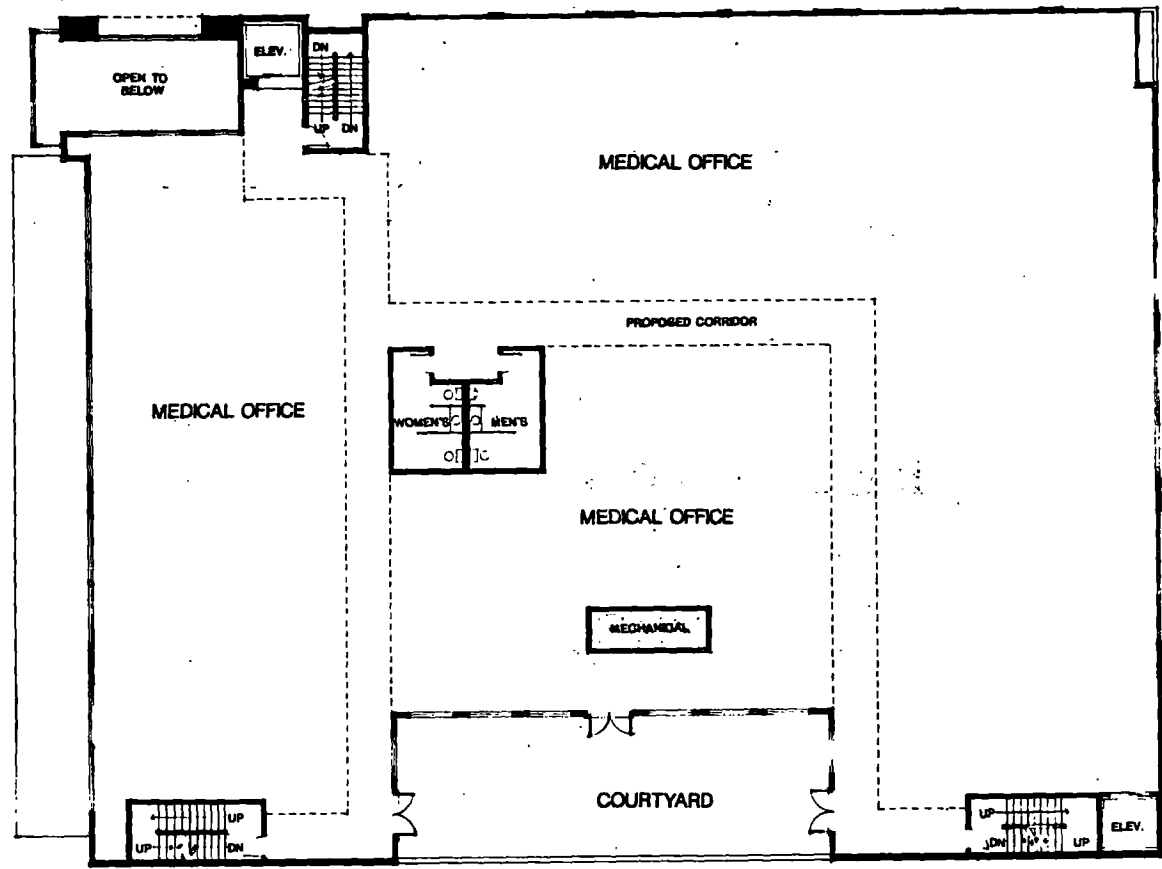 DN
ELEV.
OPEN TO
BELOW
UP DN
MEDICAL OFFICE
PROPOSED CORRIDOR
MEDICAL OFFICE
WOMEN'S MEN'S
MEDICAL OFFICE
MECHANICAL
COURTYARD
UP
UP DN
UP
DN UP
ELEV.